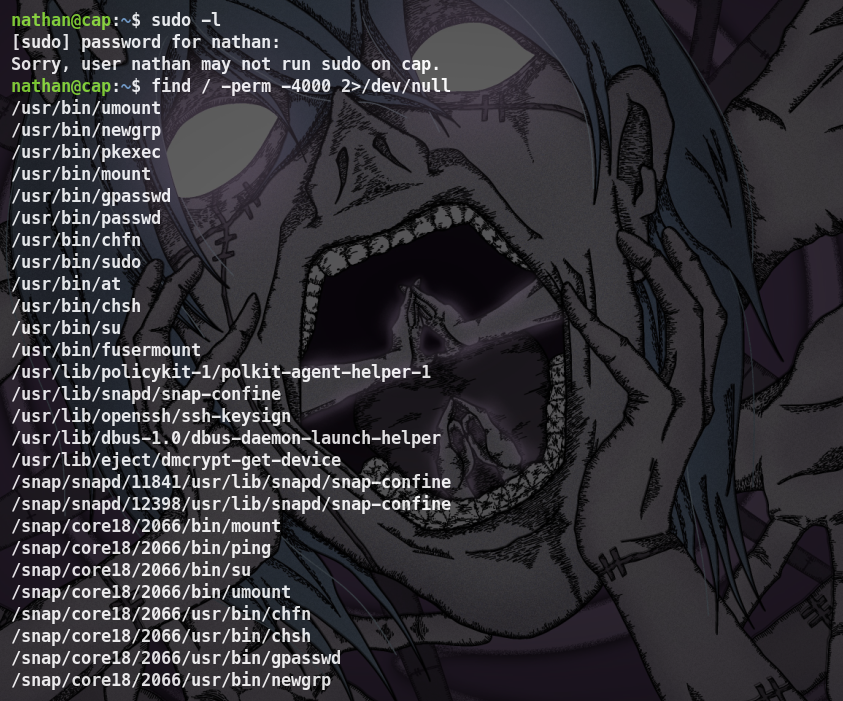 nathan@cap:~$ sudo -l
[sudo] password for nathan:
Sorry, user nathan may not run sudo on cap.
nathan@cap:~$ find / -perm -4000 2>/dev/null
/usr/bin/umount
/usr/bin/newgrp
/usr/bin/pkexec
/usr/bin/mount
/usr/bin/gpasswd
/usr/bin/passwd
/usr/bin/chfn
/usr/bin/sudo
/usr/bin/at
/usr/bin/chsh
/usr/bin/su
/usr/bin/fusermount
/usr/lib/policykit-1/polkit-agent-helper-1
/usr/lib/snapd/snap-confine
/usr/lib/openssh/ssh-keysign
/usr/lib/dbus-1.0/dbus-daemon-launch-helper
/usr/lib/eject/dmcrypt-get-device
/snap/snapd/11841/usr/lib/snapd/snap-confine
/snap/snapd/12398/usr/lib/snapd/snap-confine
/snap/core18/2066/bin/mount
/snap/core18/2066/bin/ping
/snap/core18/2066/bin/su
/snap/core18/2066/bin/umount
/snap/core18/2066/usr/bin/chfn
/snap/core18/2066/usr/bin/chsh
/snap/core18/2066/usr/bin/gpasswd
/snap/core18/2066/usr/bin/newgrp